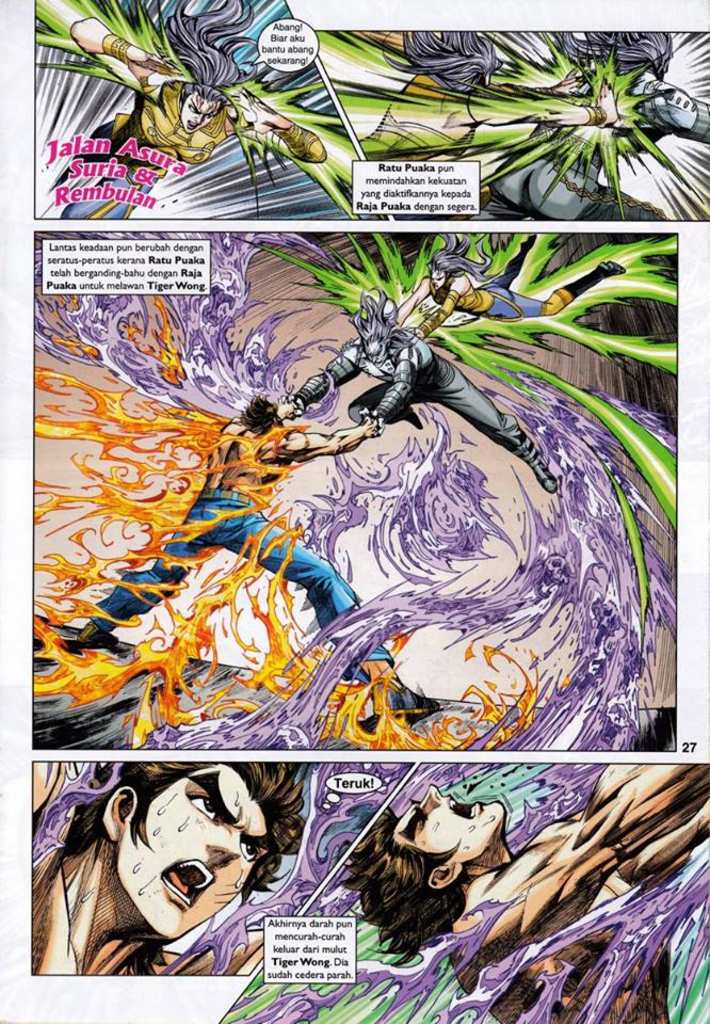 Abang!
Biar aku
bantu abang
sekarang!
Jalan Asura
Suria &
Rembulan
Ratu Puaka pun
memindahkan kekuatan
yang diaktifkannya kepada
Raja Puaka dengan segera.
Lantas keadaan pun berubah dengan
seratus-peratus kerana Ratu Puaka
telah berganding-bahu dengan Raja
Puaka untuk melawan Tiger Wong.
27
Teruk!
Akhirnya darah pun
mencurah-curah
keluar dari mulut
Tiger Wong. Dia
sudah cedera parah.